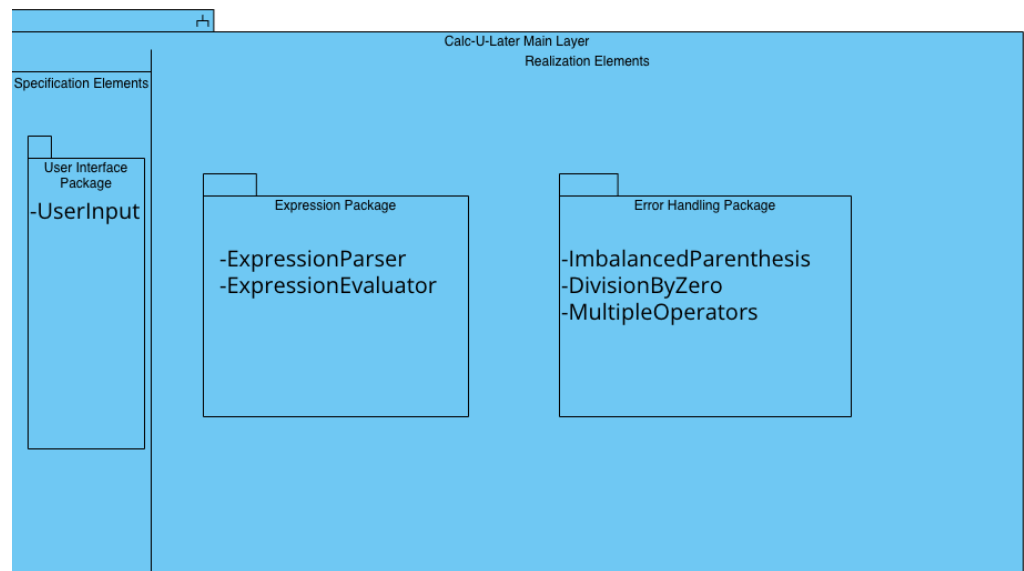 Calc-U-Later Main Layer
Realization Elements
Specification Elements
User Interface
Package
-UserInput
Expression Package
-ExpressionParser
-ExpressionEvaluator
Error Handling Package
-ImbalancedParenthesis
-DivisionByZero
-MultipleOperators